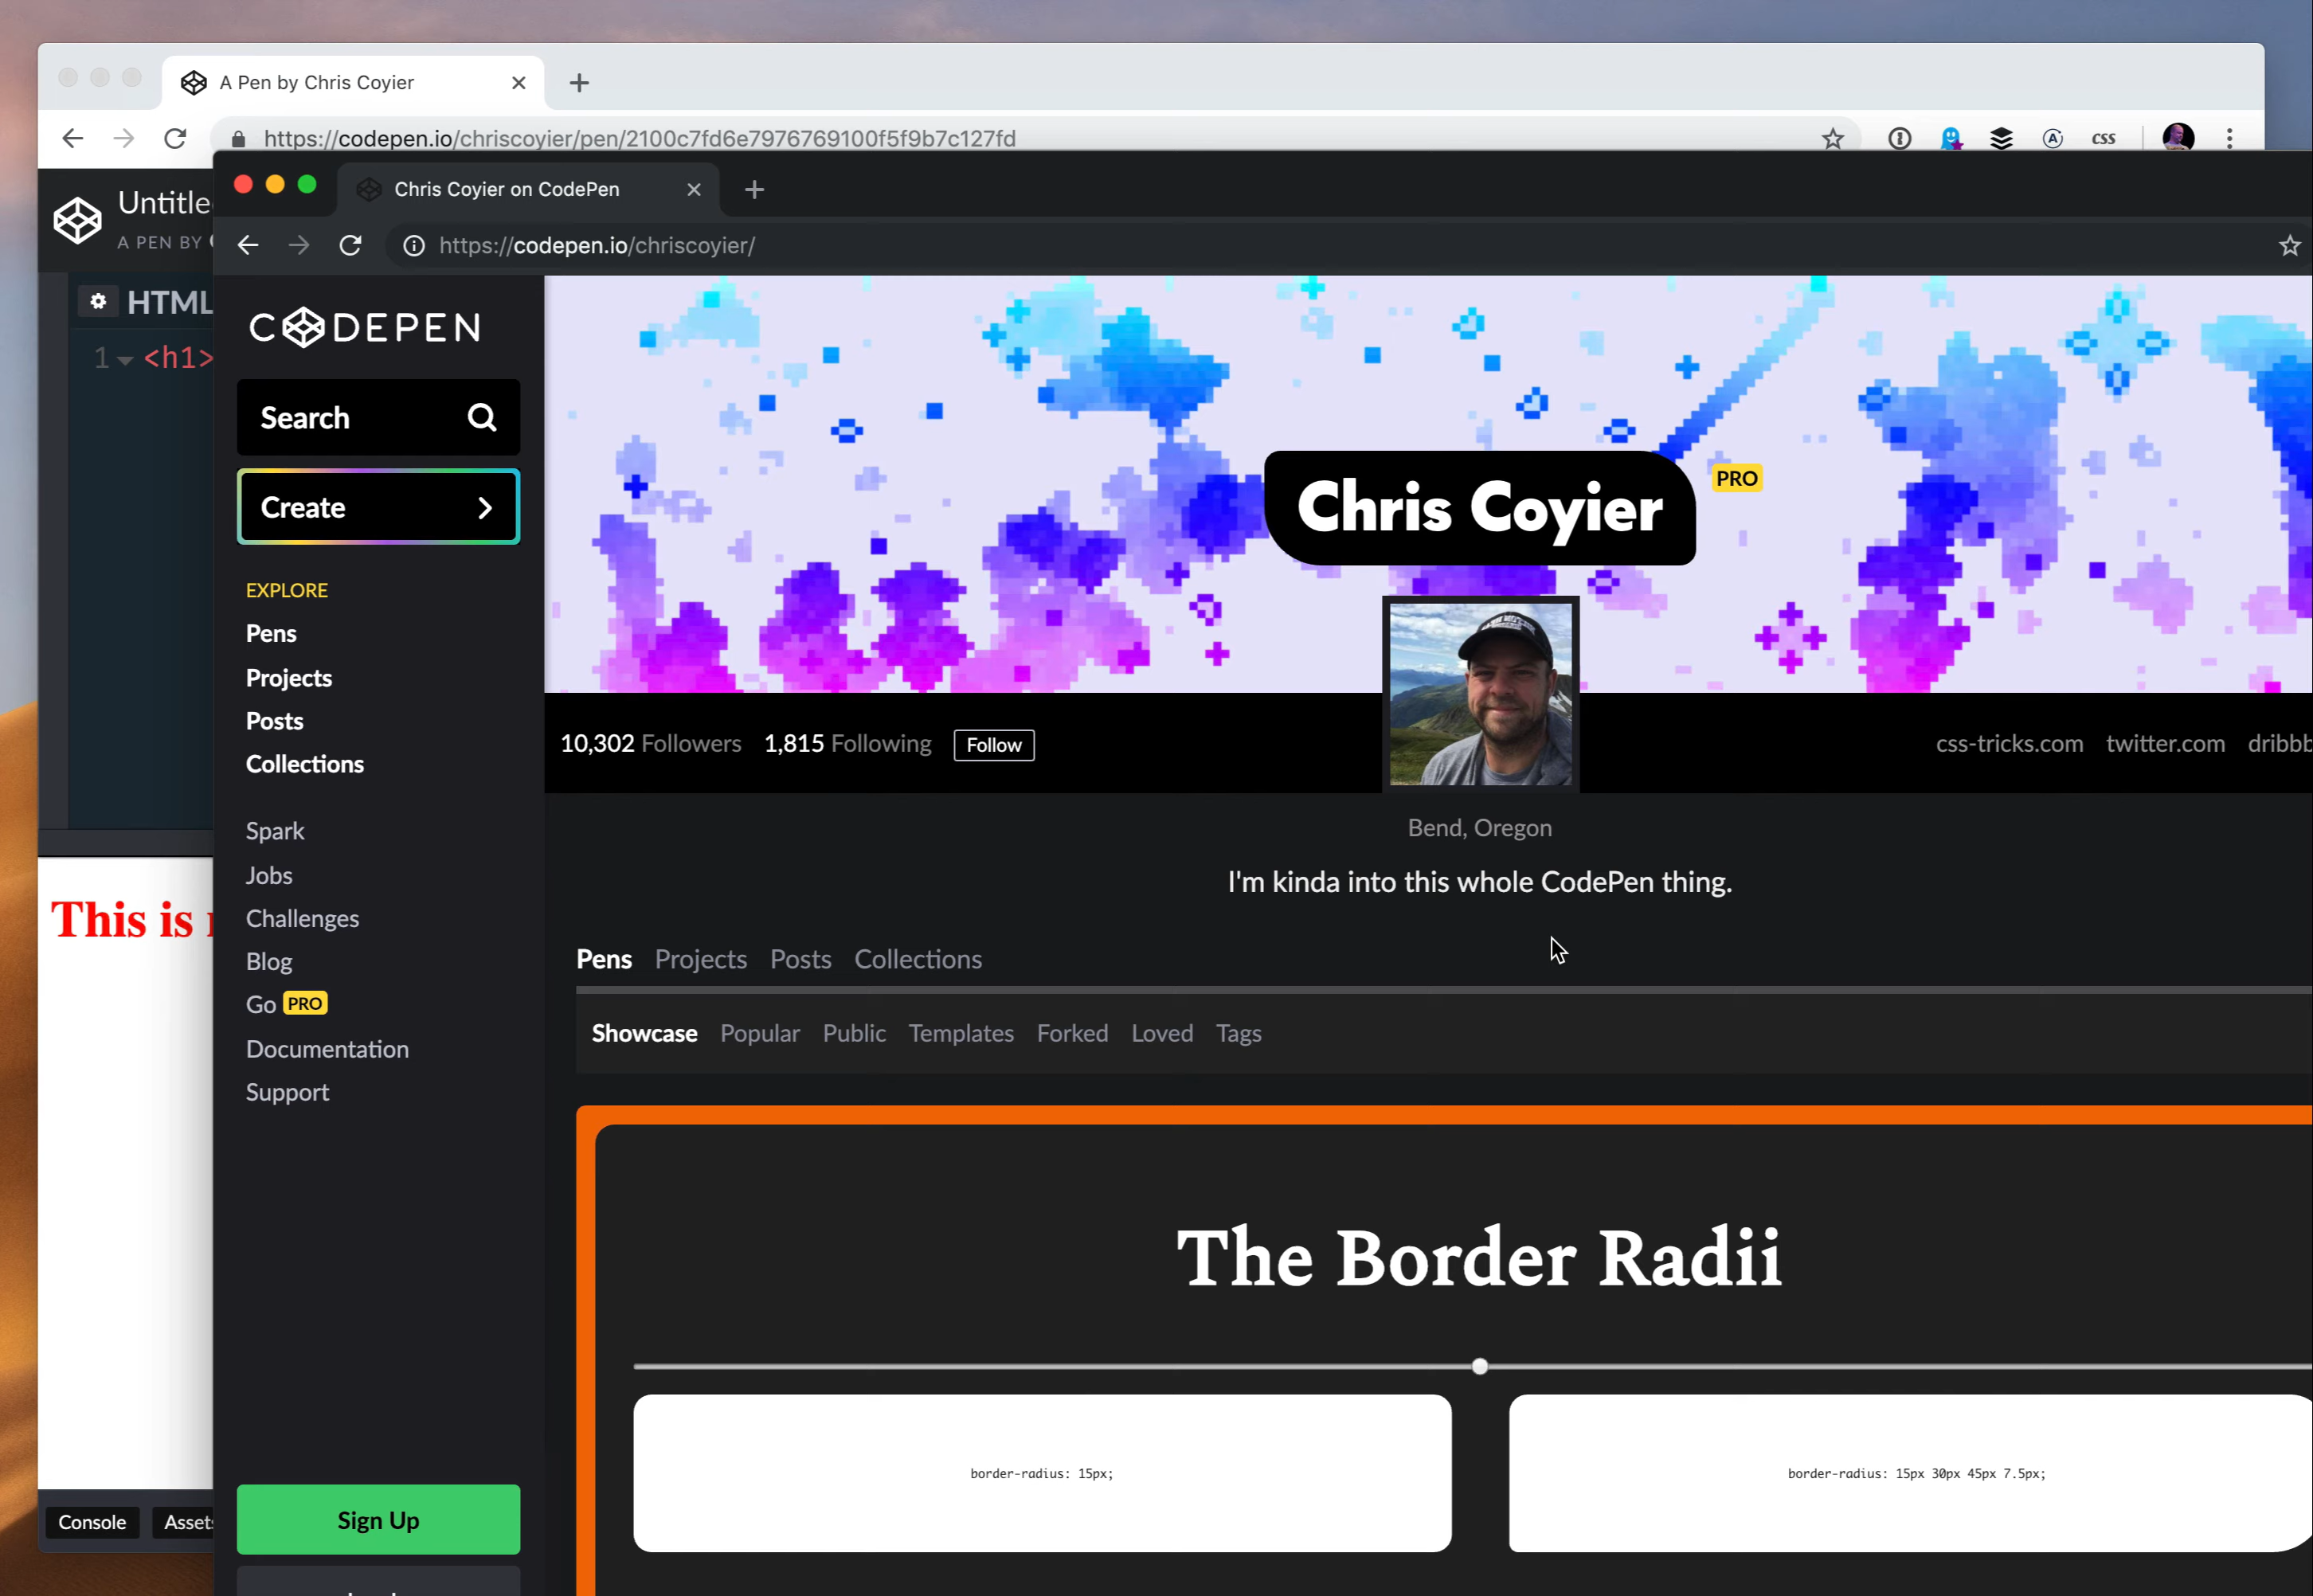 A Pen by Chris Coyier
https://codepen.io/chriscoyier/pen/2100c7fd6e7976769100f5f9b7c127fd
css
Untitle
A PEN BY
HTML
1 <h1>
This is
Console
Assets
Chris Coyier on CodePen
https://codepen.io/chriscoyier/
CODEPEN
Search
Create
EXPLORE
Pens
Projects
Posts
Collections
Spark
Jobs
Challenges
Blog
Go PRO
Documentation
Support
Sign Up
Chris Coyier
PRO
10,302 Followers 1,815 Following Follow
css-tricks.com twitter.com dribbb
Bend, Oregon
I'm kinda into this whole CodePen thing.
Pens Projects Posts Collections
Showcase Popular Public Templates Forked Loved Tags
The Border Radii
border-radius: 15px;
border-radius: 15px 30px 45px 7.5px;